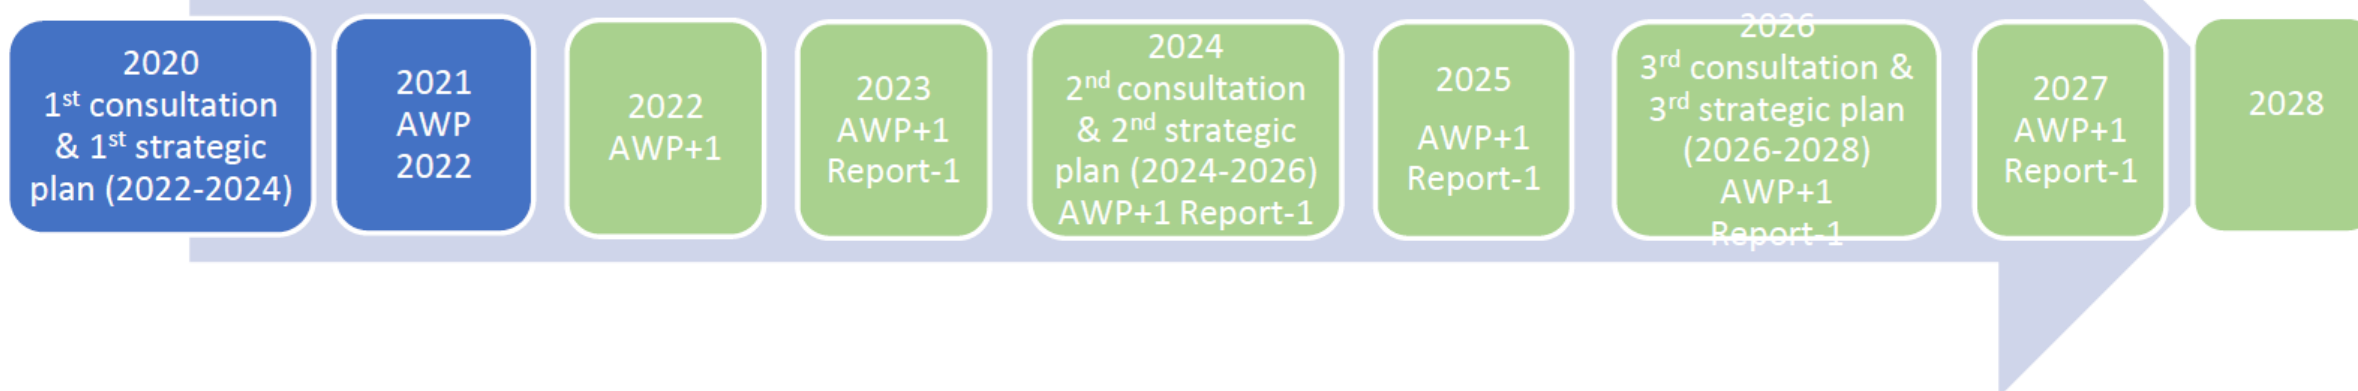 2020
1st consultation
& 1st strategic
plan (2022-2024)
2021
AWP
2022
2022
AWP+1
2023
AWP+1
Report-1
2024
2nd consultation
& 2nd strategic
plan (2024-2026)
AWP+1 Report-1
2025
AWP+1
Report-1
2026
3rd consultation &
3rd strategic plan
(2026-2028)
AWP+1
Report-1
2027
AWP+1
Report-1
2028